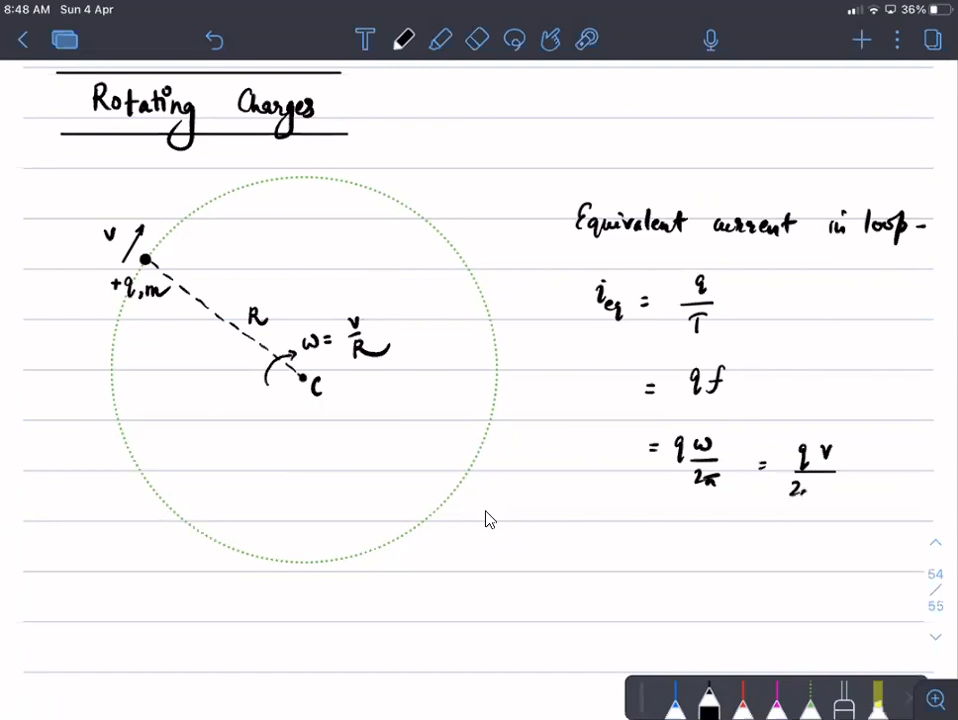 8:48 AM Sun 4 Apr
36%
Rotating Charges
v
+q,m
R
ω = v/R
C
Equivalent current in loop -
i_eq = q/T
= qf
= q ω/2π = qv/2
54
/
55